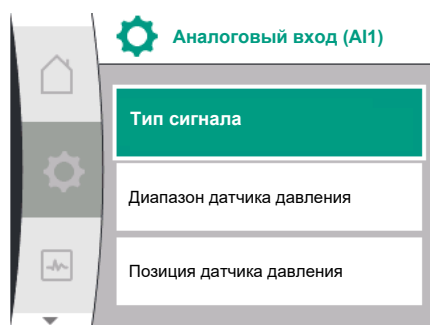 Аналоговый вход (AI1)
Тип сигнала
Диапазон датчика давления
Позиция датчика давления